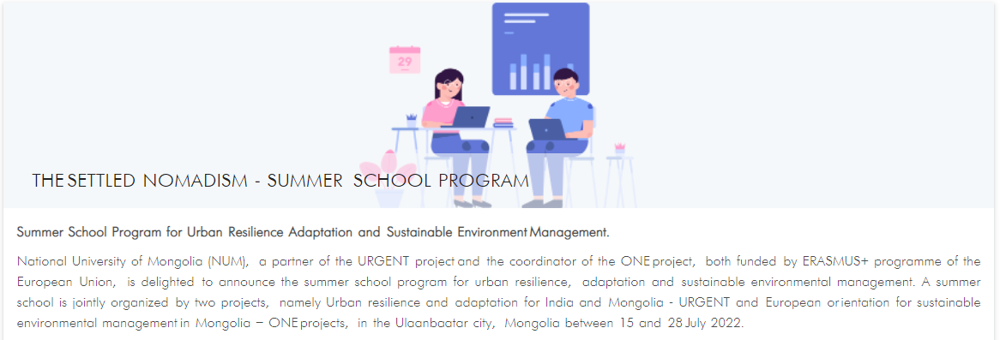 29
THE SETTLED NOMADISM - SUMMER SCHOOL PROGRAM
Summer School Program for Urban Resilience Adaptation and Sustainable Environment Management.
National University of Mongolia (NUM), a partner of the URGENT project and the coordinator of the ONE project, both funded by ERASMUS+ programme of the
European Union, is delighted to announce the summer school program for urban resilience, adaptation and sustainable environmental management. A summer
school is jointly organized by two projects, namely Urban resilience and adaptation for India and Mongolia - URGENT and European orientation for sustainable
environmental management in Mongolia – ONE projects, in the Ulaanbaatar city, Mongolia between 15 and 28 July 2022.